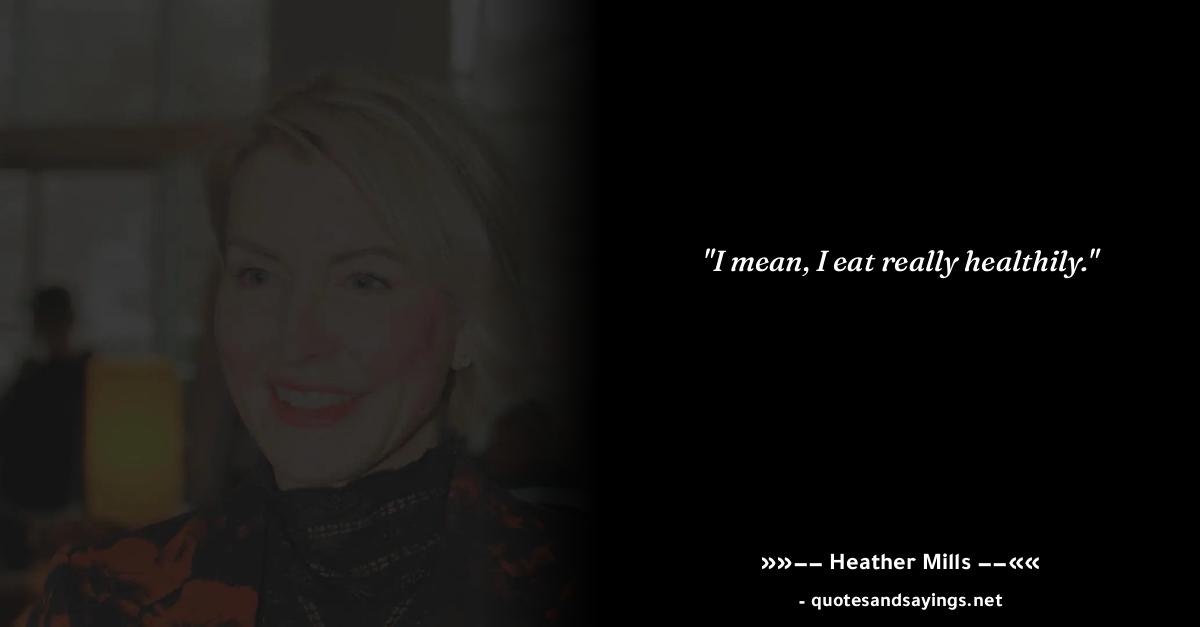 "I mean, I eat really healthily."
»»−− Heather Mills −−««
- quotesandsayings.net